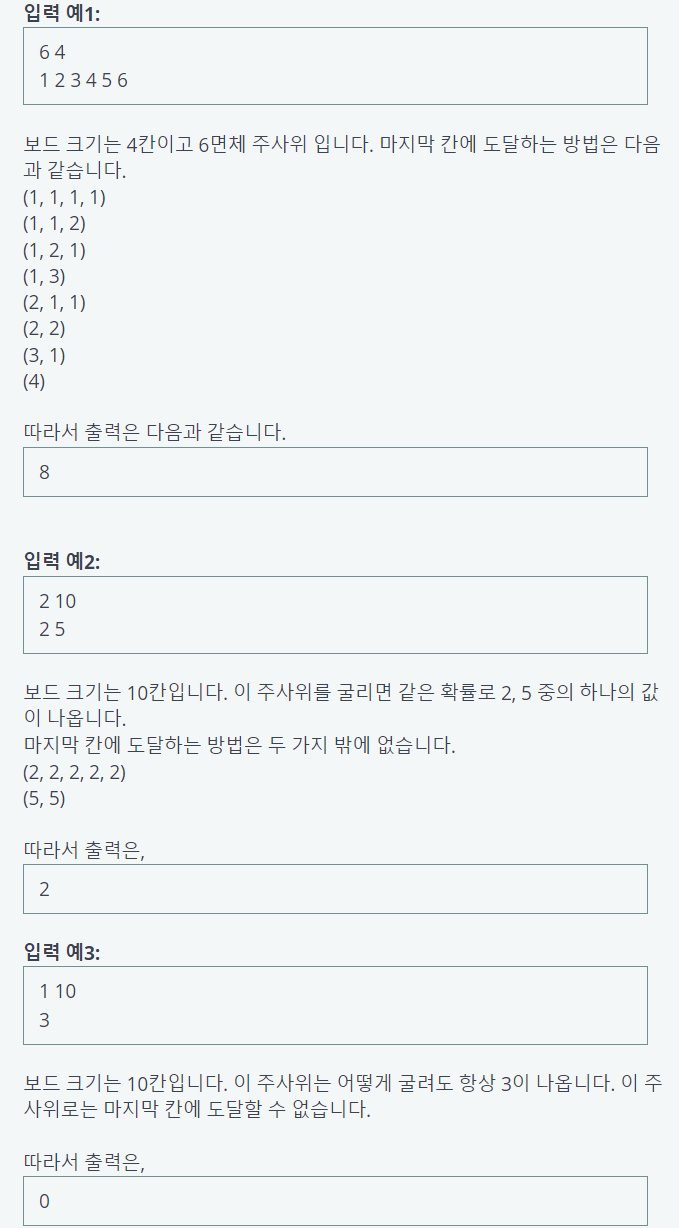 입력 예1:
6 4
1 2 3 4 5 6
보드 크기는 4칸이고 6면체 주사위 입니다. 마지막 칸에 도달하는 방법은 다음
과 같습니다.
(1, 1, 1, 1)
(1, 1, 2)
(1, 2, 1)
(1, 3)
(2, 1, 1)
(2, 2)
(3, 1)
(4)
따라서 출력은 다음과 같습니다.
8
입력 예2:
2 10
2 5
보드 크기는 10칸입니다. 이 주사위를 굴리면 같은 확률로 2, 5 중의 하나의 값
이 나옵니다.
마지막 칸에 도달하는 방법은 두 가지 밖에 없습니다.
(2, 2, 2, 2, 2)
(5, 5)
따라서 출력은,
2
입력 예3:
1 10
3
보드 크기는 10칸입니다. 이 주사위는 어떻게 굴려도 항상 3이 나옵니다. 이 주
사위로는 마지막 칸에 도달할 수 없습니다.
따라서 출력은,
0